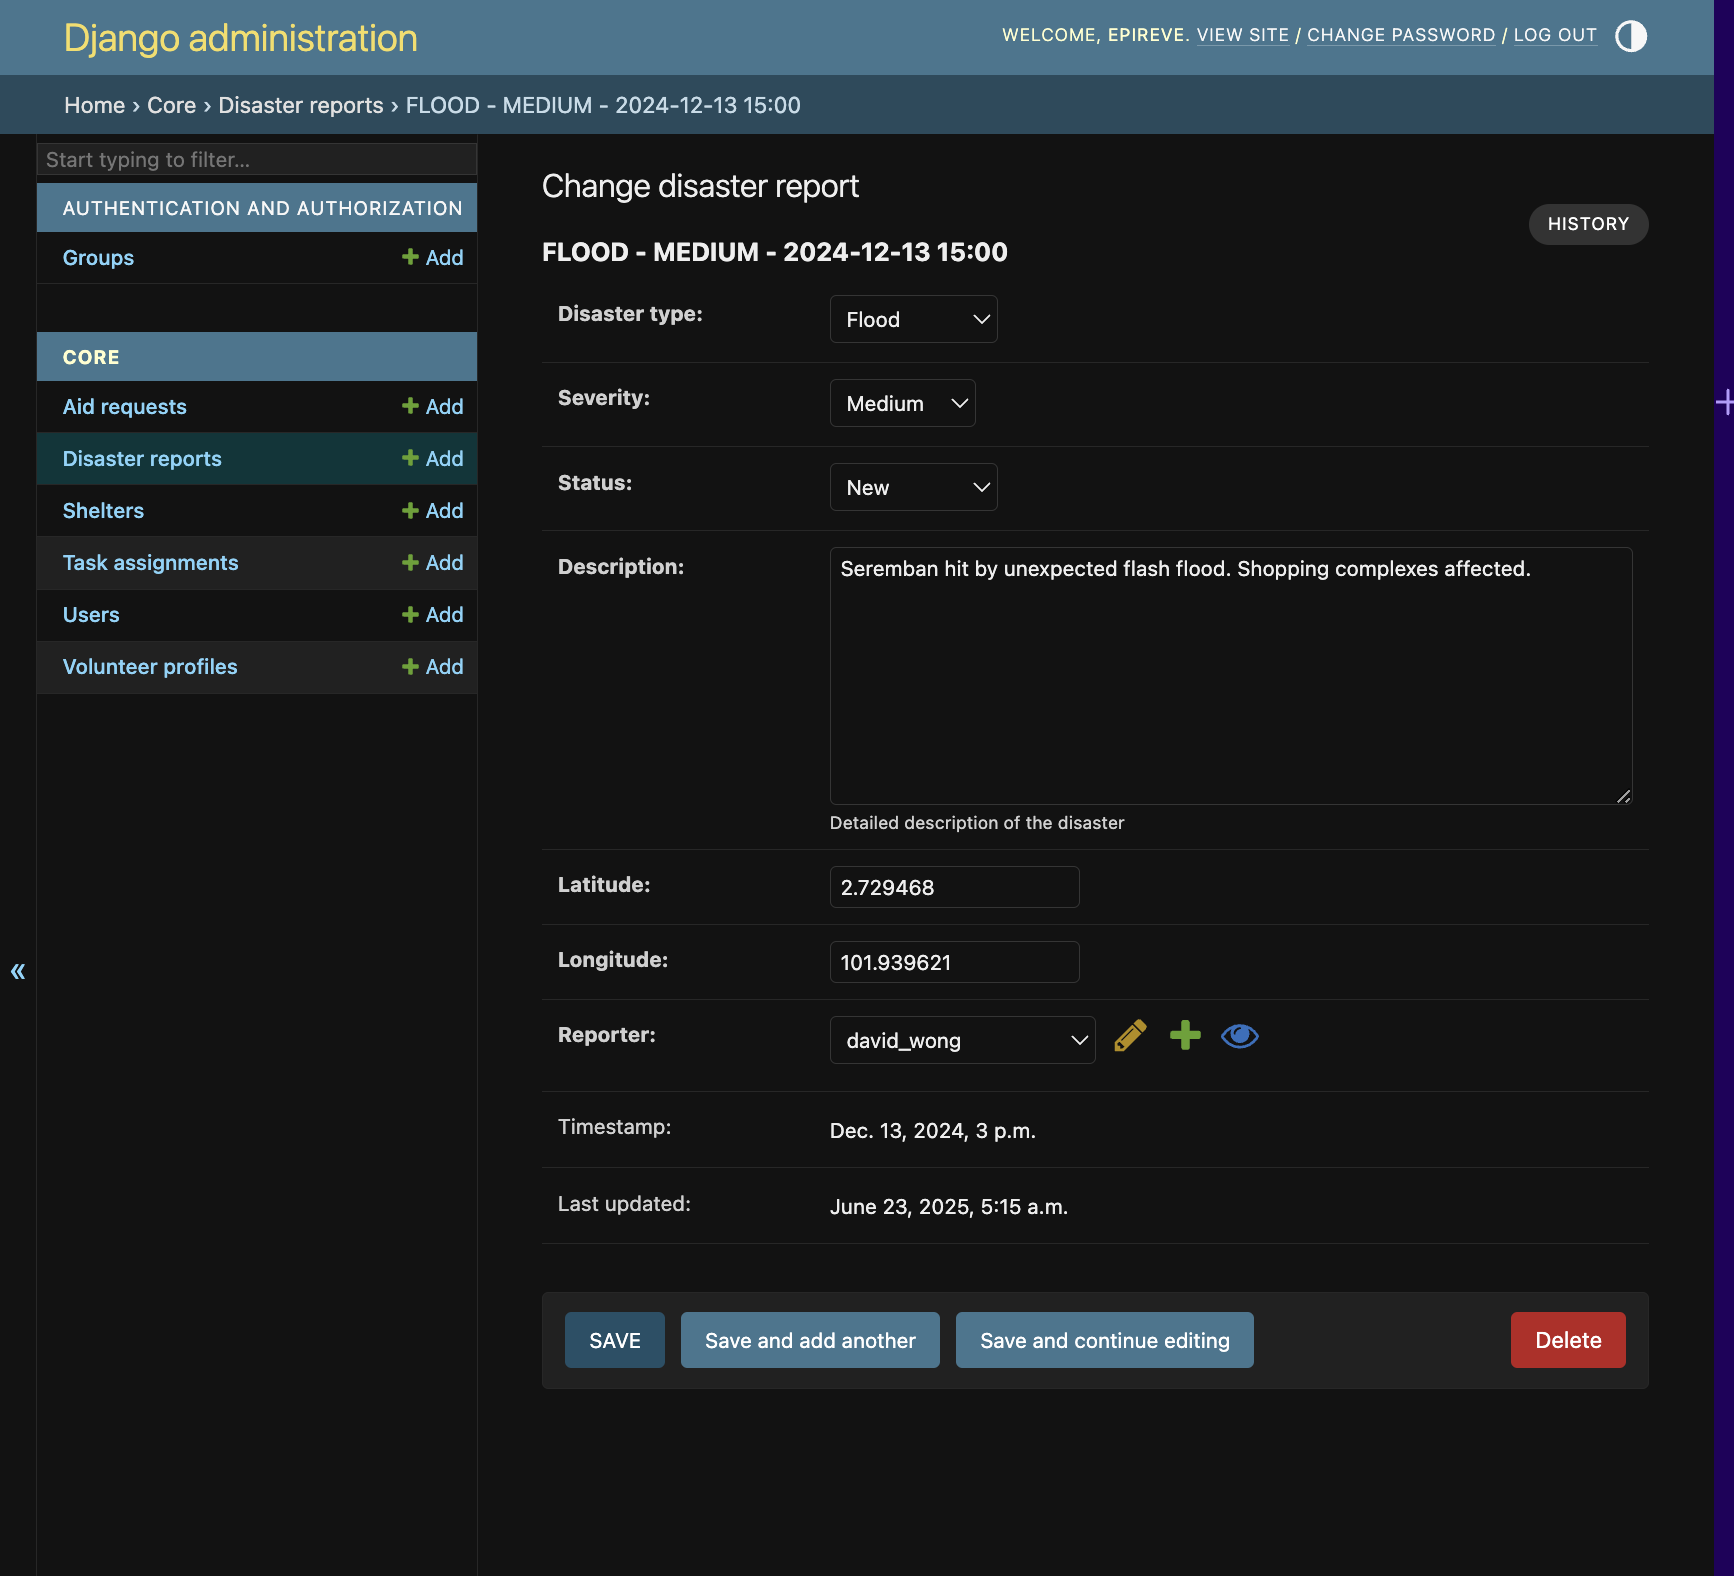 Django administration
WELCOME, EPIREVE. VIEW SITE / CHANGE PASSWORD / LOG OUT
Home › Core › Disaster reports › FLOOD - MEDIUM - 2024-12-13 15:00
Start typing to filter...
AUTHENTICATION AND AUTHORIZATION
Groups Add
CORE
Aid requests Add
Disaster reports Add
Shelters Add
Task assignments Add
Users Add
Volunteer profiles Add
«
Change disaster report
HISTORY
FLOOD - MEDIUM - 2024-12-13 15:00
Disaster type: Flood
Severity: Medium
Status: New
Description: Seremban hit by unexpected flash flood. Shopping complexes affected.
Detailed description of the disaster
Latitude: 2.729468
Longitude: 101.939621
Reporter: david_wong
Timestamp: Dec. 13, 2024, 3 p.m.
Last updated: June 23, 2025, 5:15 a.m.
SAVE Save and add another Save and continue editing Delete